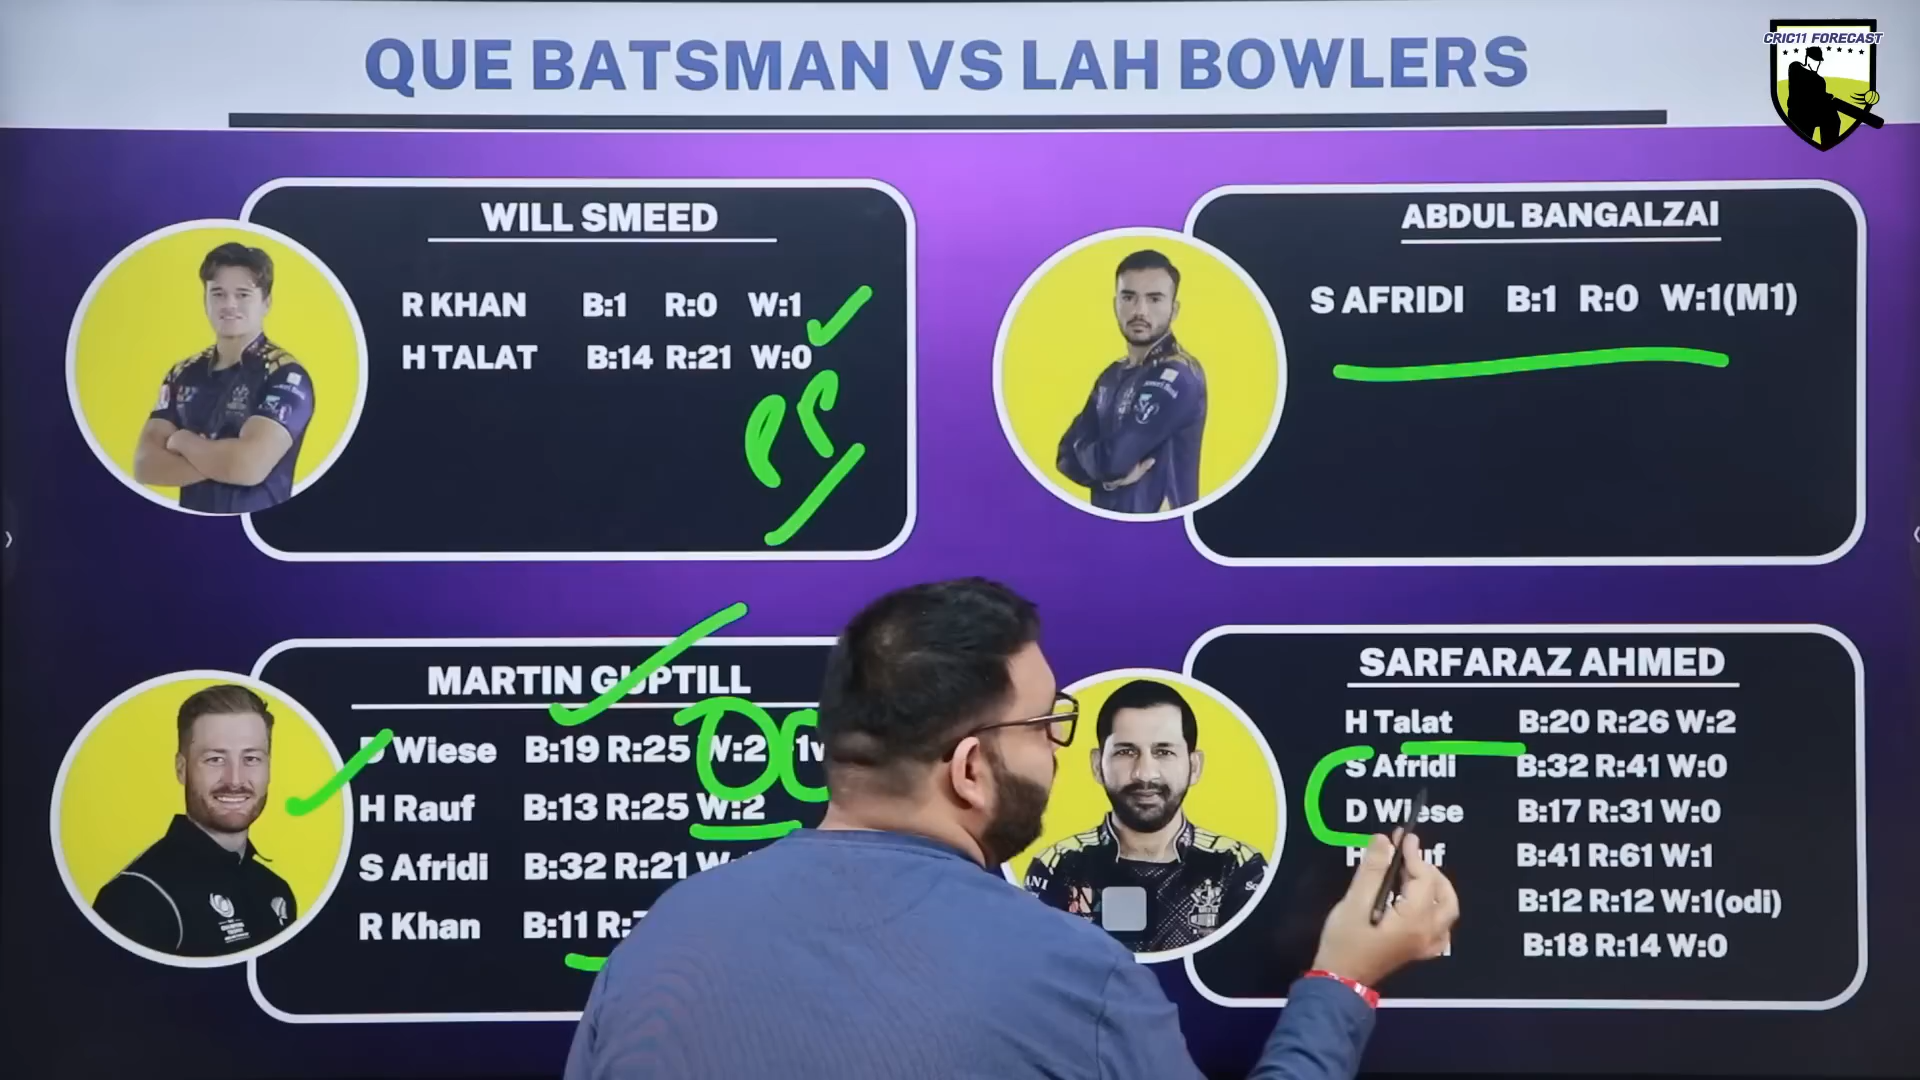 QUE BATSMAN VS LAH BOWLERS
CRIC11 FORECAST
WILL SMEED
R KHAN B:1 R:0 W:1
H TALAT B:14 R:21 W:0
PP
ABDUL BANGALZAI
S AFRIDI B:1 R:0 W:1(M1)
MARTIN GUPTILL
D Wiese B:19 R:25 W:2
H Rauf B:13 R:25 W:2
S Afridi B:32 R:21
R Khan B:11 R:
SARFARAZ AHMED
H Talat B:20 R:26 W:2
S Afridi B:32 R:41 W:0
D Wiese B:17 R:31 W:0
B:41 R:61 W:1
B:12 R:12 W:1(odi)
B:18 R:14 W:0